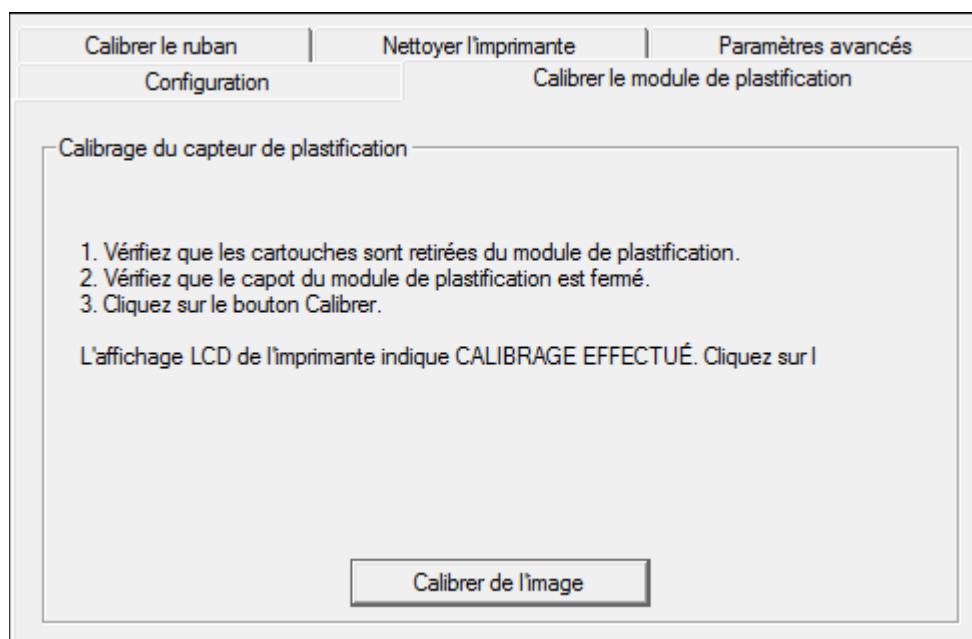 Calibrer le ruban Nettoyer l'imprimante Paramètres avancés
Configuration Calibrer le module de plastification
Calibrage du capteur de plastification
1. Vérifiez que les cartouches sont retirées du module de plastification.
2. Vérifiez que le capot du module de plastification est fermé.
3. Cliquez sur le bouton Calibrer.
L'affichage LCD de l'imprimante indique CALIBRAGE EFFECTUÉ. Cliquez sur l
Calibrer de l'image